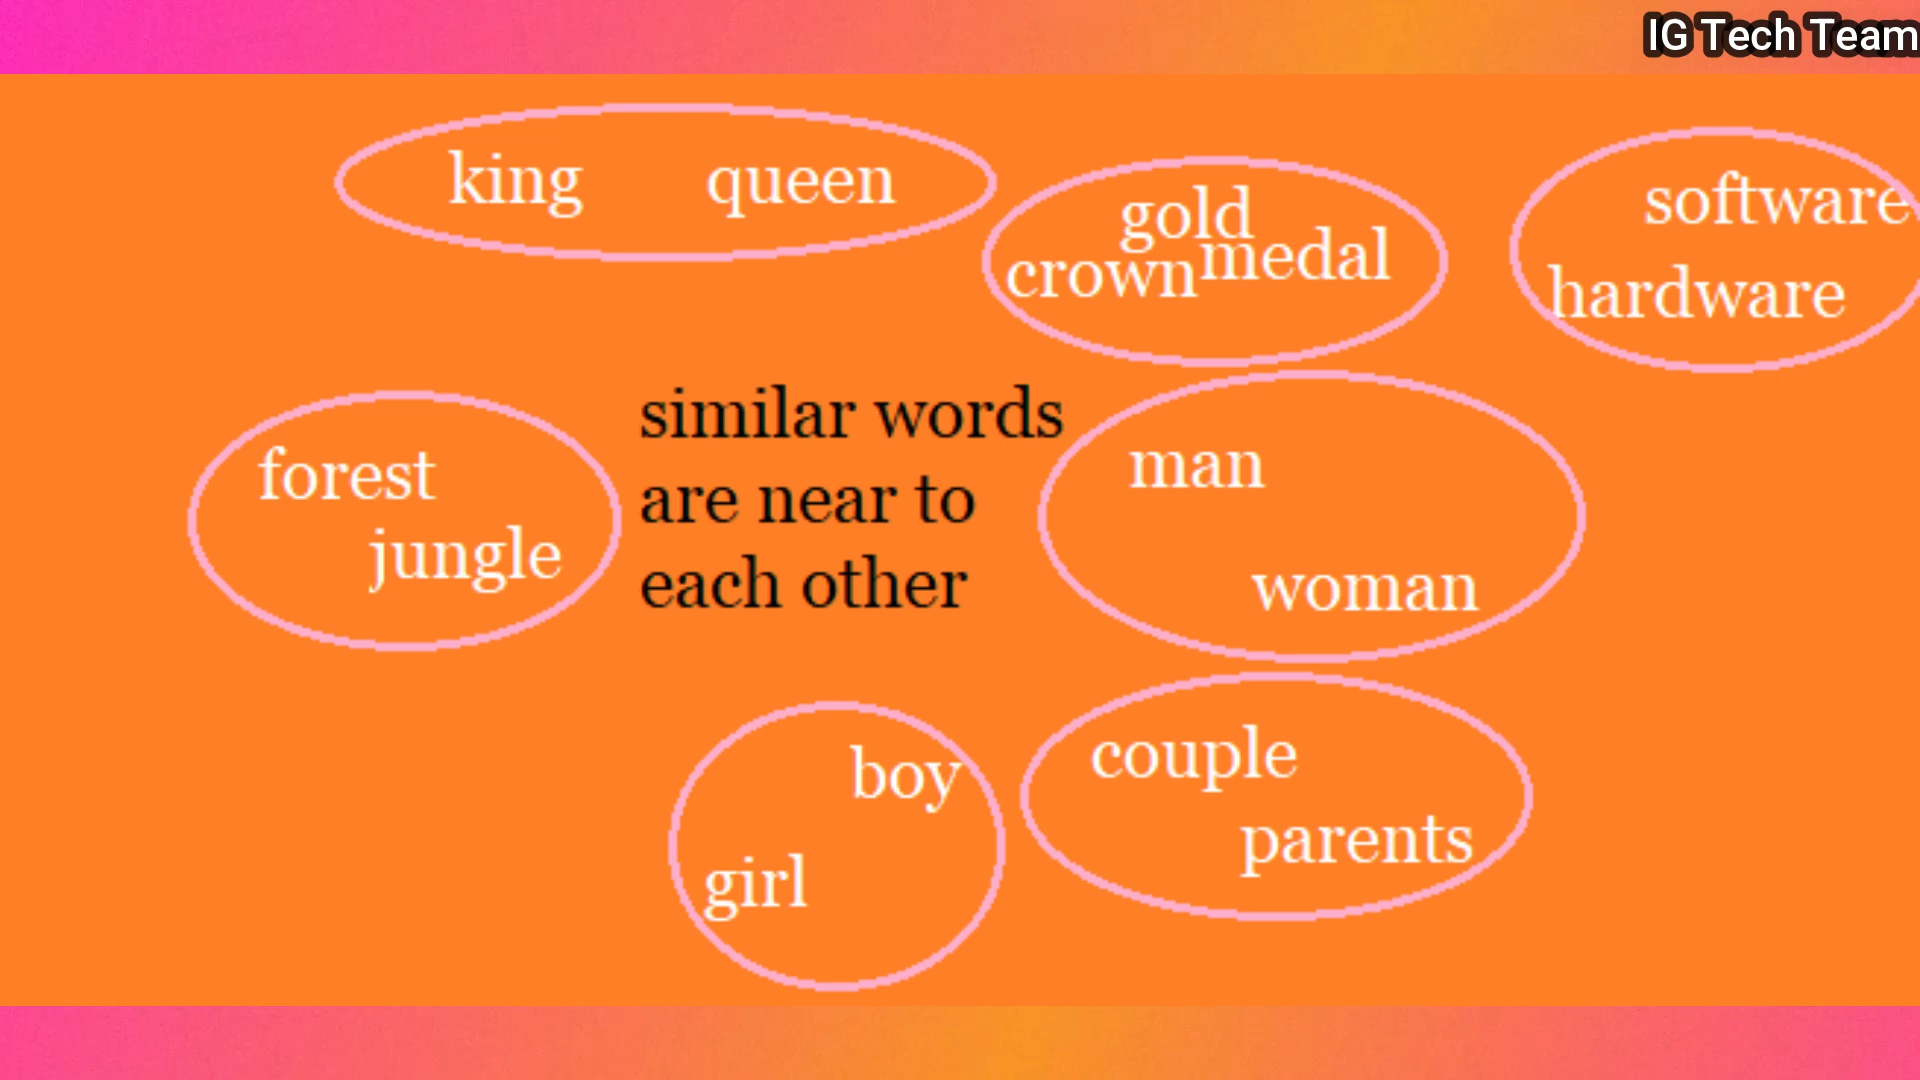 IG Tech Team
king queen
gold
crown medal
software
hardware
forest
jungle
similar words
are near to
each other
man
woman
boy
girl
couple
parents